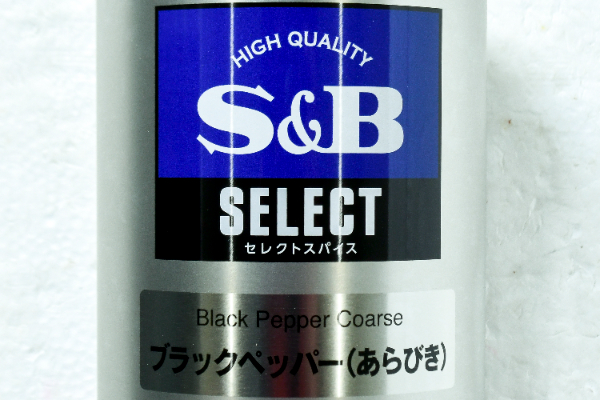 HIGH QUALITY
S&B
SELECT
セレクトスパイス
Black Pepper Coarse
ブラックペッパー(あらびき)